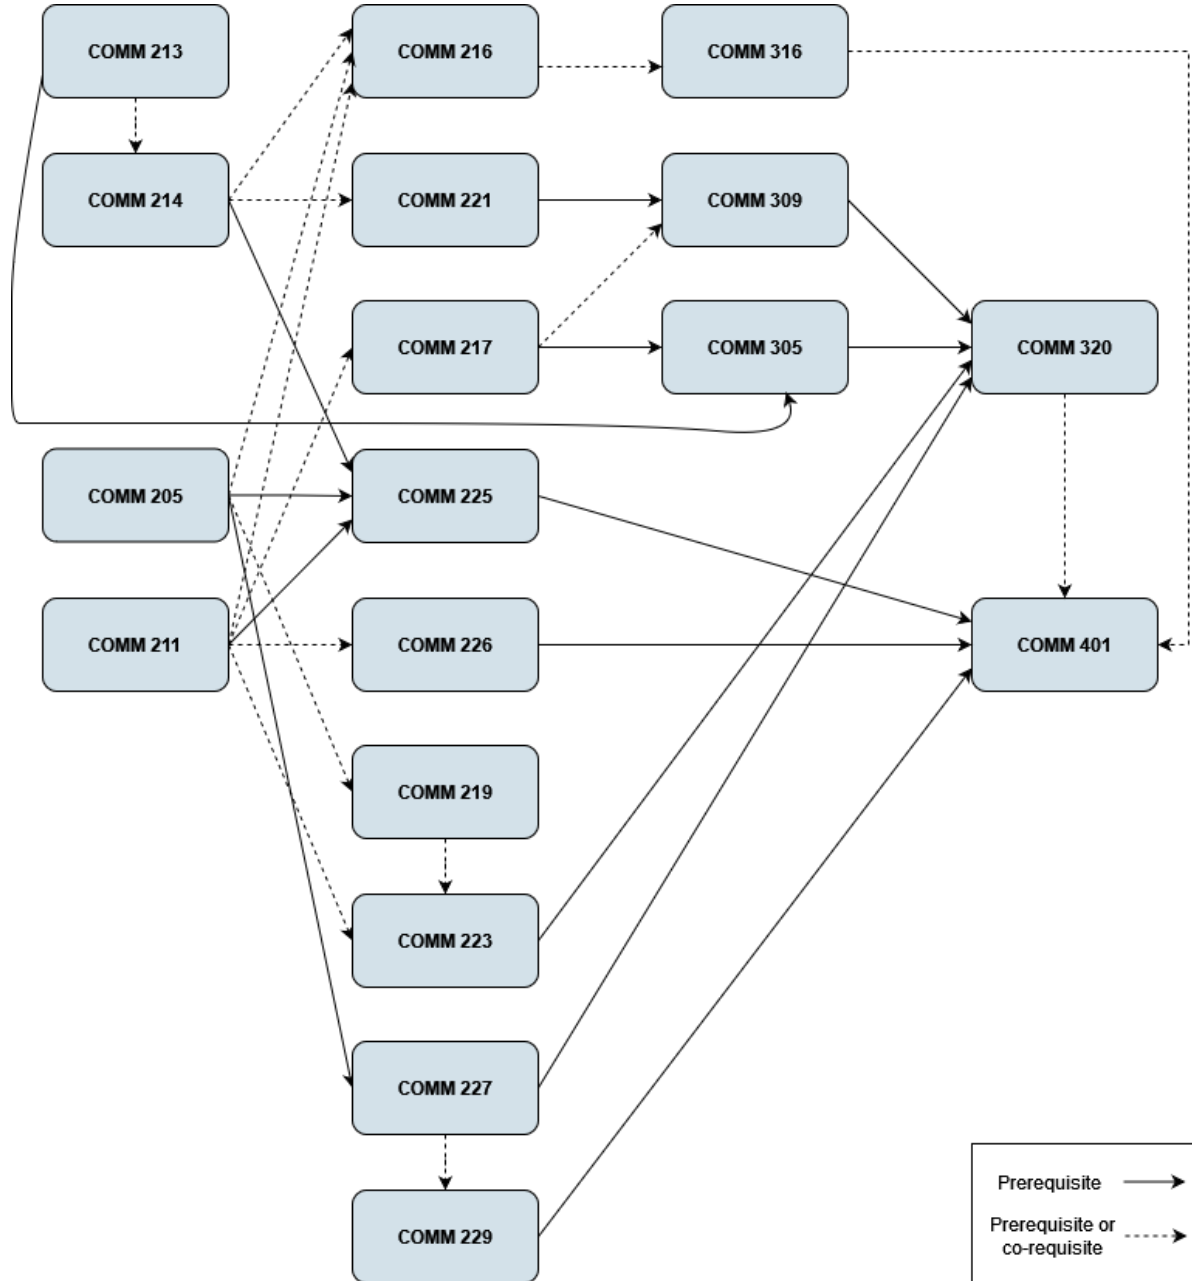 COMM 213
COMM 216
COMM 316
COMM 214
COMM 221
COMM 309
COMM 217
COMM 305
COMM 320
COMM 205
COMM 225
COMM 211
COMM 226
COMM 401
COMM 219
COMM 223
COMM 227
COMM 229
Prerequisite
Prerequisite or
co-requisite